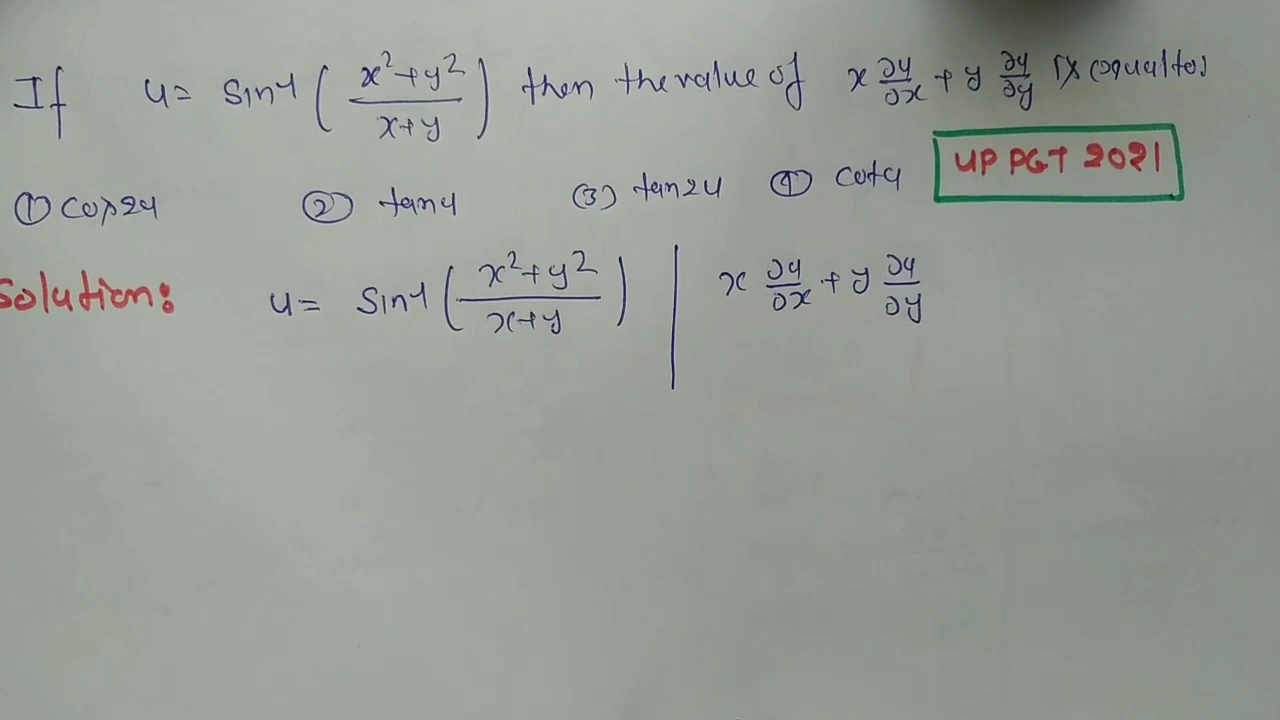 If u = sin⁻¹ ( x²+y² / x+y ) then the value of x ∂u/∂x + y ∂u/∂y is equal to
① cos2u ② tanu (3) tan2u ④ cotu UP PGT 2021
Solution: u = sin⁻¹ ( x²+y² / x+y ) | x ∂u/∂x + y ∂u/∂y